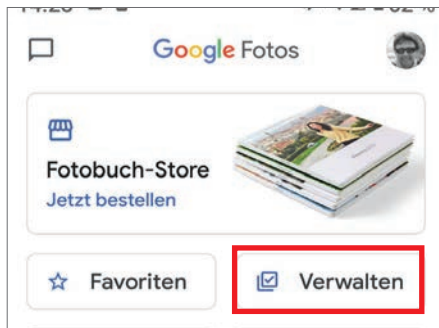 Google Fotos
Fotobuch-Store
Jetzt bestellen
Favoriten
Verwalten